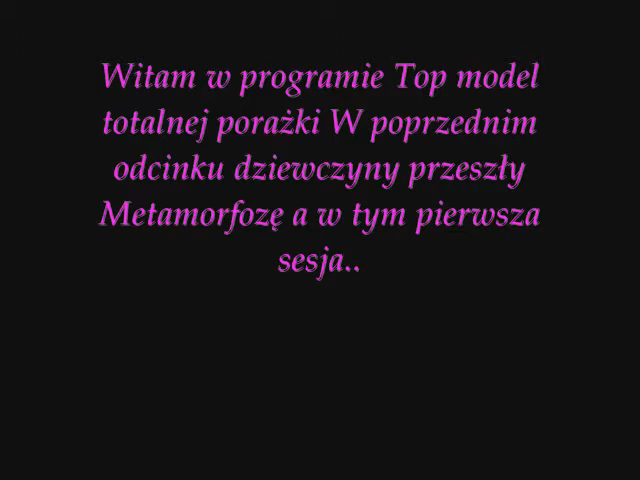 Witam w programie Top model
totalnej porażki W poprzednim
odcinku dziewczyny przeszły
Metamorfozę a w tym pierwsza
sesja..